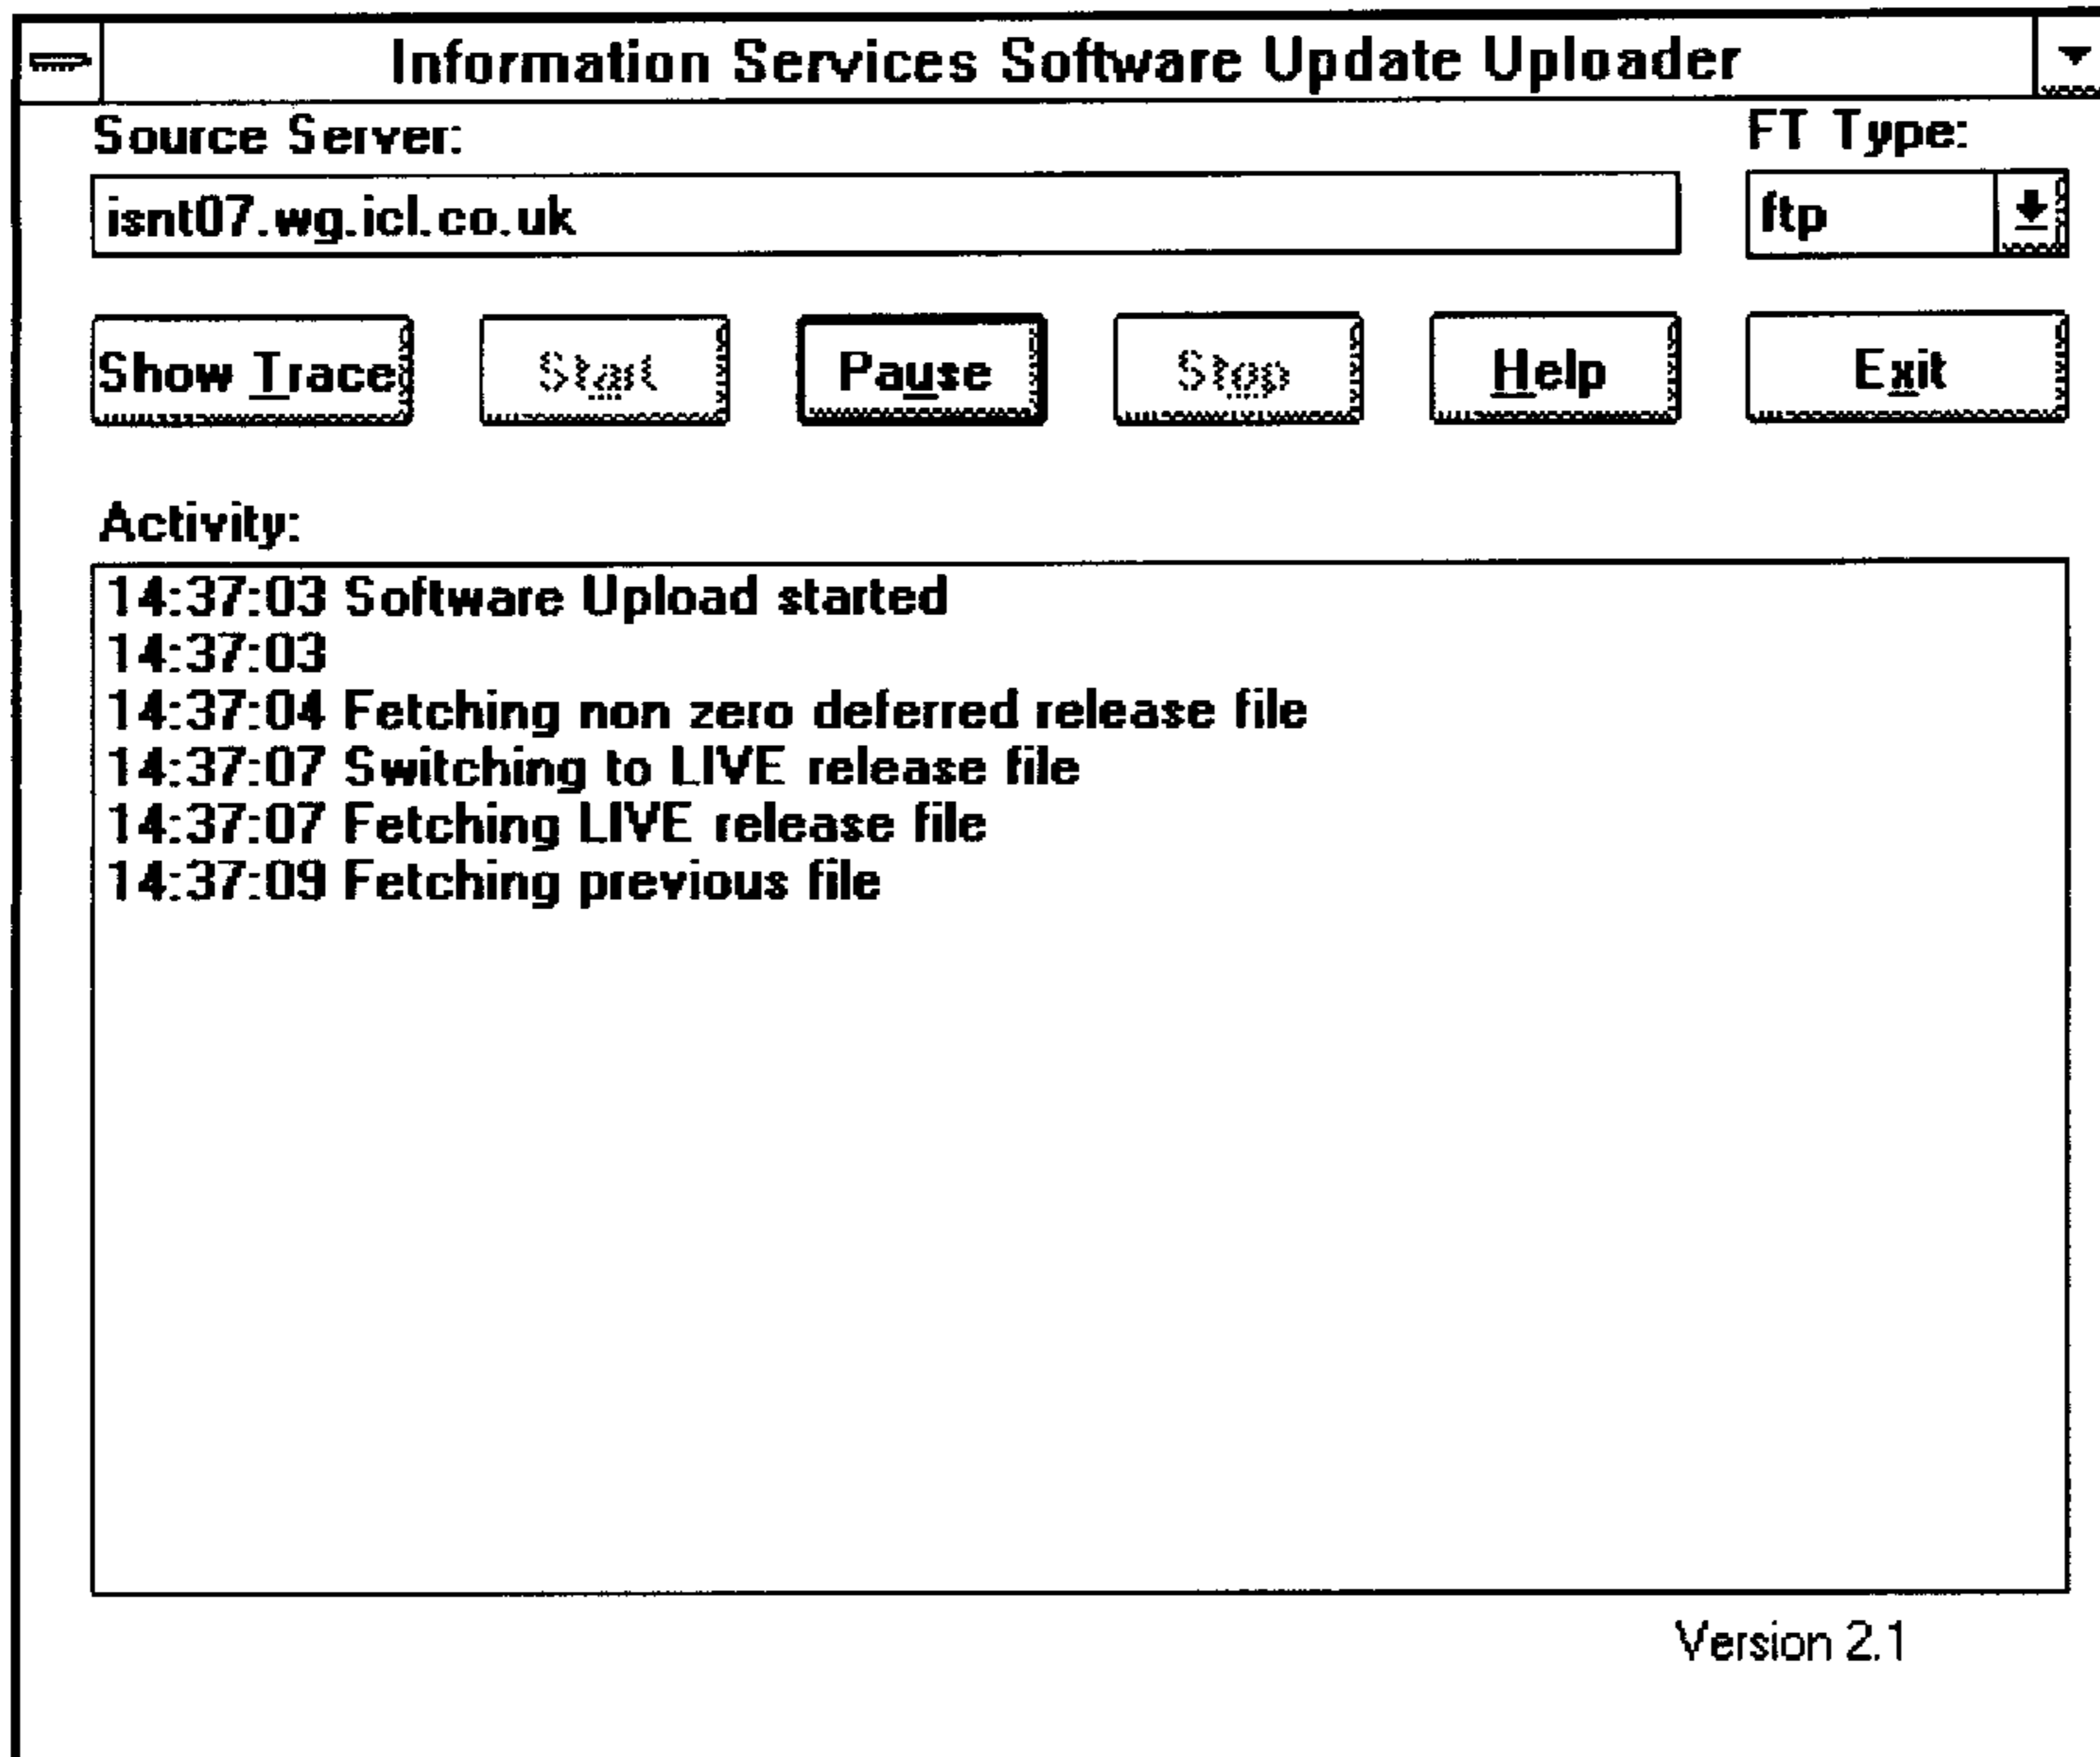 Information Services Software Update Uploader
Source Server: FT Type:
isnt07.wg.icl.co.uk ftp
Show Trace Start Pause Stop Help Exit
Activity:
14:37:03 Software Upload started
14:37:03
14:37:04 Fetching non zero deferred release file
14:37:07 Switching to LIVE release file
14:37:07 Fetching LIVE release file
14:37:09 Fetching previous file
Version 2.1